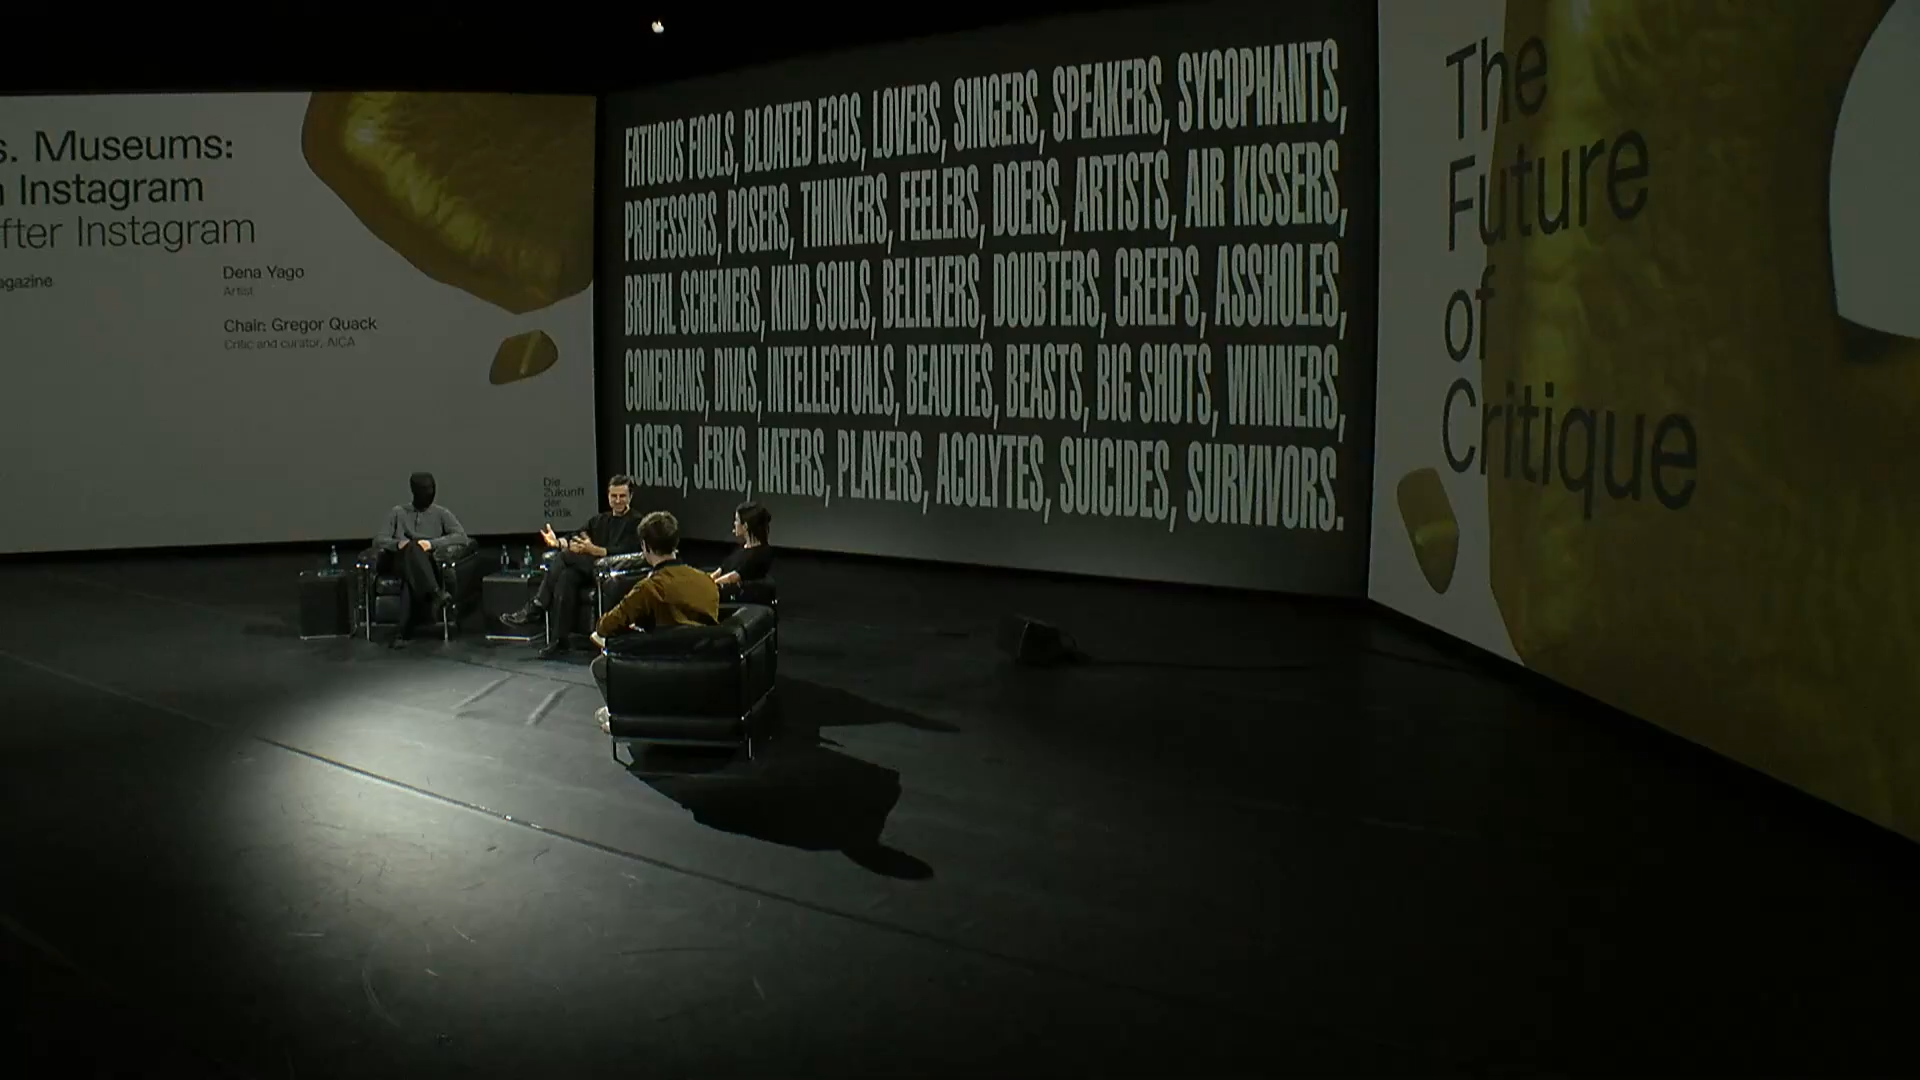 s. Museums:
n Instagram
fter Instagram
agazine
Dena Yago
Artist
Chair: Gregor Quack
Critic and curator, AICA
Die
Zukunft
der
Kritik
FATUOUS FOOLS, BLOATED EGOS, LOVERS, SINGERS, SPEAKERS, SYCOPHANTS,
PROFESSORS, POSERS, THINKERS, FEELERS, DOERS, ARTISTS, AIR KISSERS,
BRUTAL SCHEMERS, KIND SOULS, BELIEVERS, DOUBTERS, CREEPS, ASSHOLES,
COMEDIANS, DIVAS, INTELLECTUALS, BEAUTIES, BEASTS, BIG SHOTS, WINNERS,
LOSERS, JERKS, HATERS, PLAYERS, ACOLYTES, SUICIDES, SURVIVORS.
The
Future
of
Critique